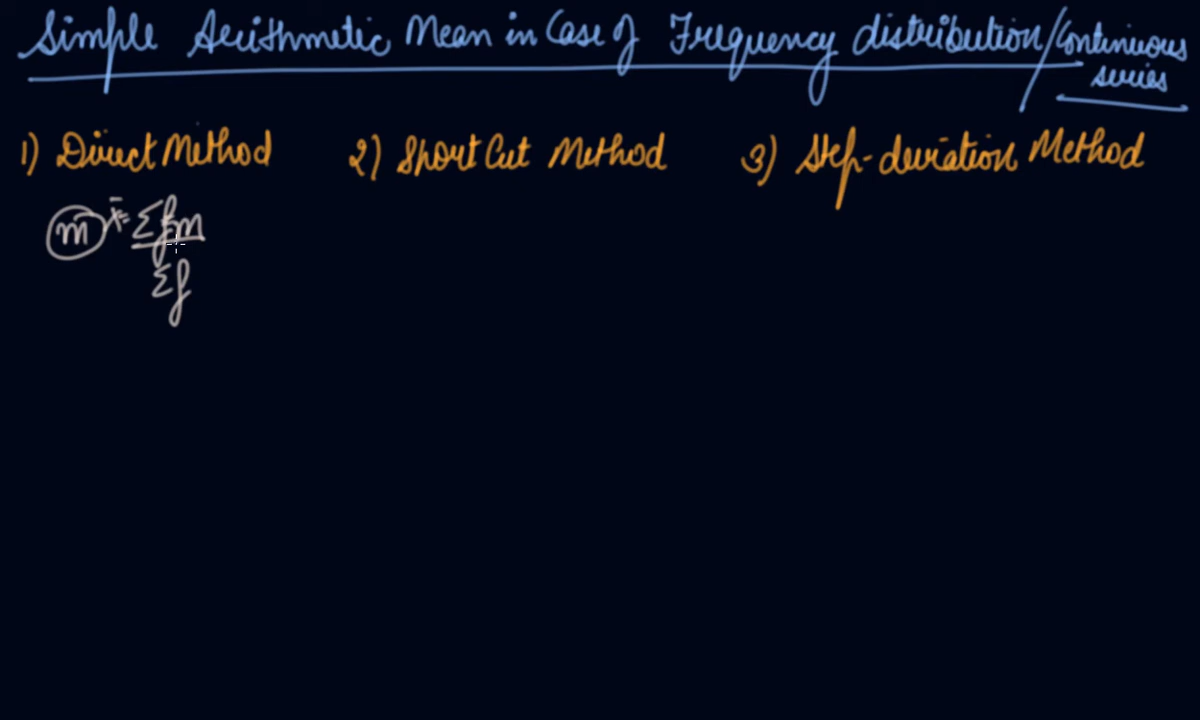 Simple Arithmetic Mean in Case of Frequency distribution/Continuous series
1) Direct Method 2) Short Cut Method 3) Step-deviation Method
m x̄ = Σfm
Σf